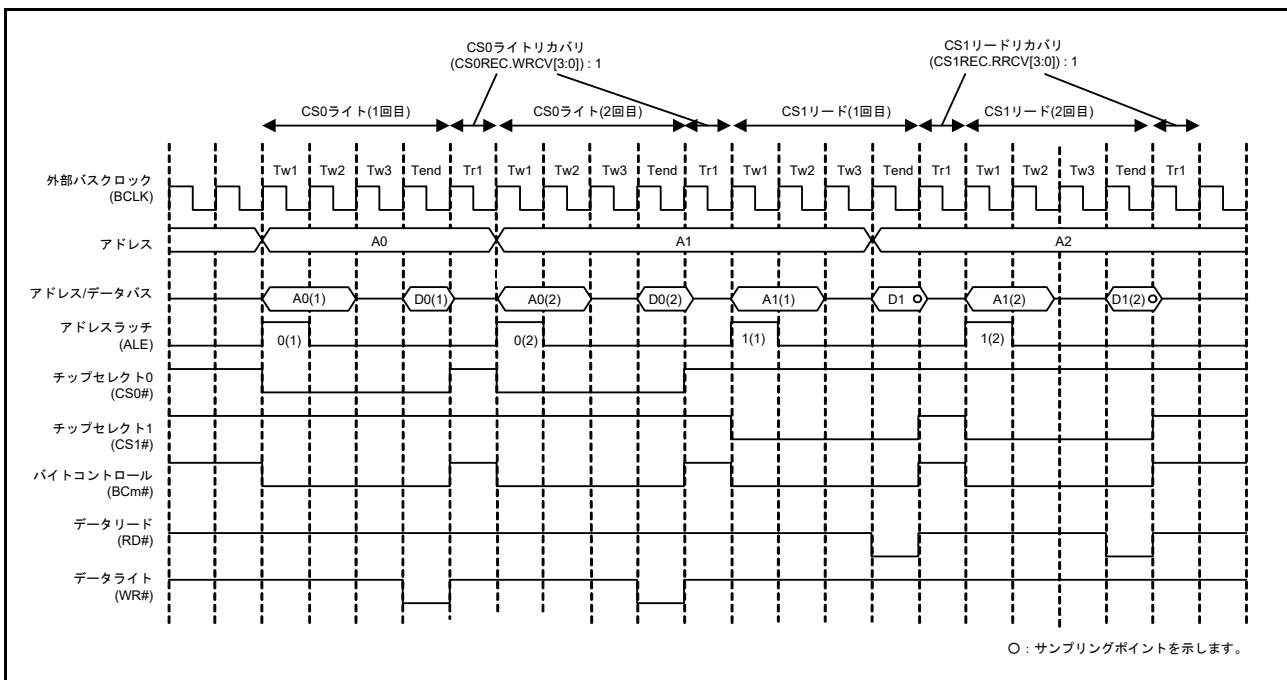 CS0ライトリカバリ
(CS0REC.WRCV[3:0]) : 1
CS1リードリカバリ
(CS1REC.RRCV[3:0]) : 1
CS0ライト(1回目)
CS0ライト(2回目)
CS1リード(1回目)
CS1リード(2回目)
Tw1 Tw2 Tw3 Tend Tr1 Tw1 Tw2 Tw3 Tend Tr1 Tw1 Tw2 Tw3 Tend Tr1 Tw1 Tw2 Tw3 Tend Tr1
外部バスクロック
(BCLK)
アドレス
A0 A1 A2
アドレス/データバス
A0(1) D0(1) A0(2) D0(2) A1(1) D1 A1(2) D1(2)
アドレスラッチ
(ALE)
0(1) 0(2) 1(1) 1(2)
チップセレクト0
(CS0#)
チップセレクト1
(CS1#)
バイトコントロール
(BCm#)
データリード
(RD#)
データライト
(WR#)
○ : サンプリングポイントを示します。